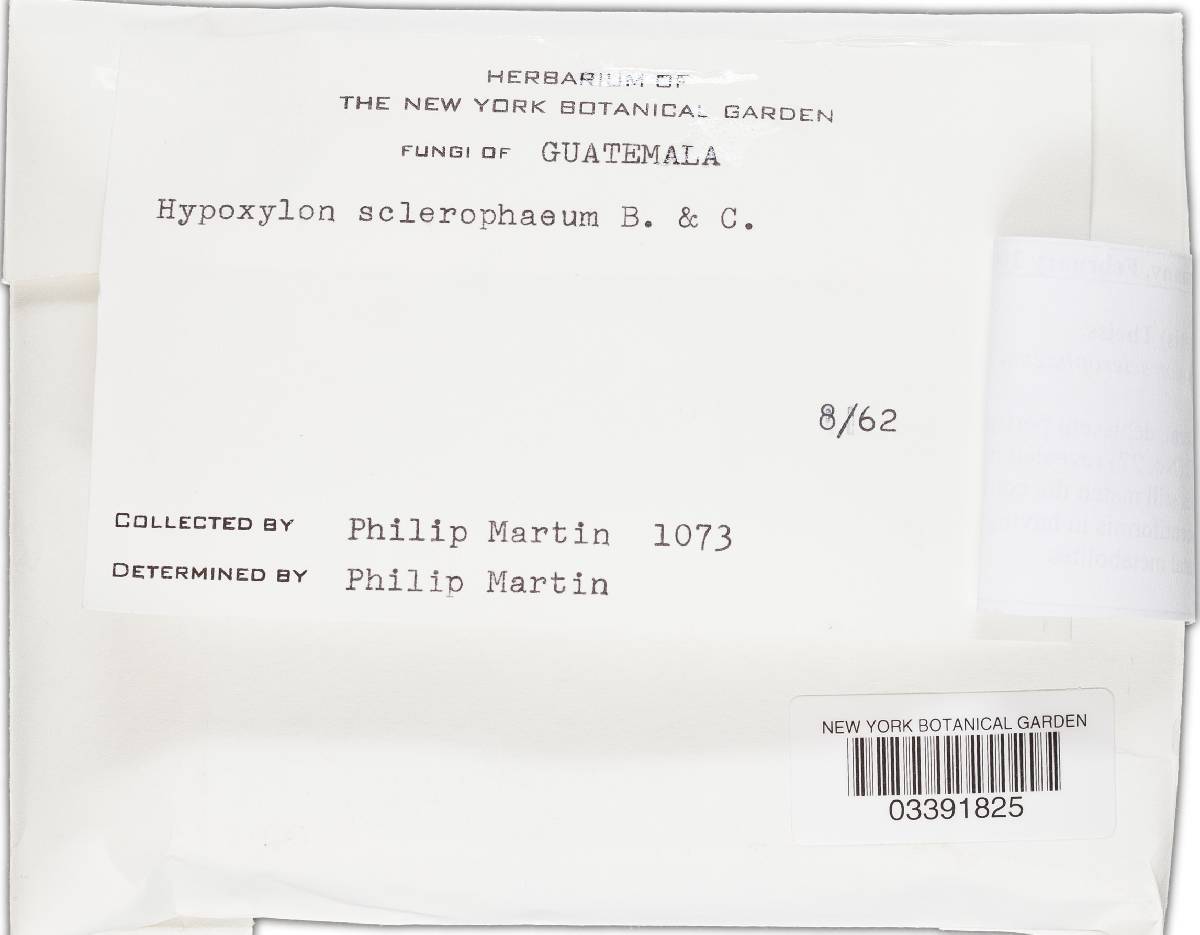 HERBARIUM OF
THE NEW YORK BOTANICAL GARDEN
FUNGI OF GUATEMALA
Hypoxylon sclerophaeum B. & C.
8/62
COLLECTED BY Philip Martin 1073
DETERMINED BY Philip Martin
NEW YORK BOTANICAL GARDEN
03391825